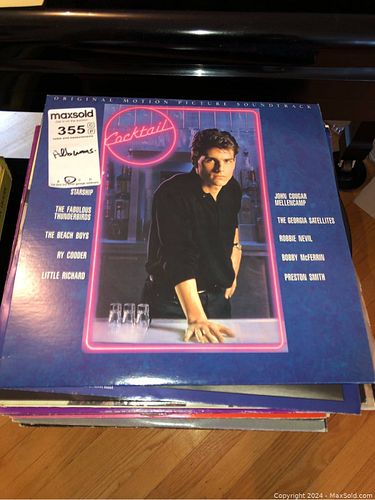 ORIGINAL MOTION PICTURE SOUNDTRACK
maxsold
355
Albums.
Cocktail
STARSHIP
THE FABULOUS
THUNDERBIRDS
THE BEACH BOYS
RY COODER
LITTLE RICHARD
JOHN COUGAR
MELLENCAMP
THE GEORGIA SATELLITES
ROBBIE NEVIL
BOBBY McFERRIN
PRESTON SMITH
Copyright 2024 - MaxSold.com